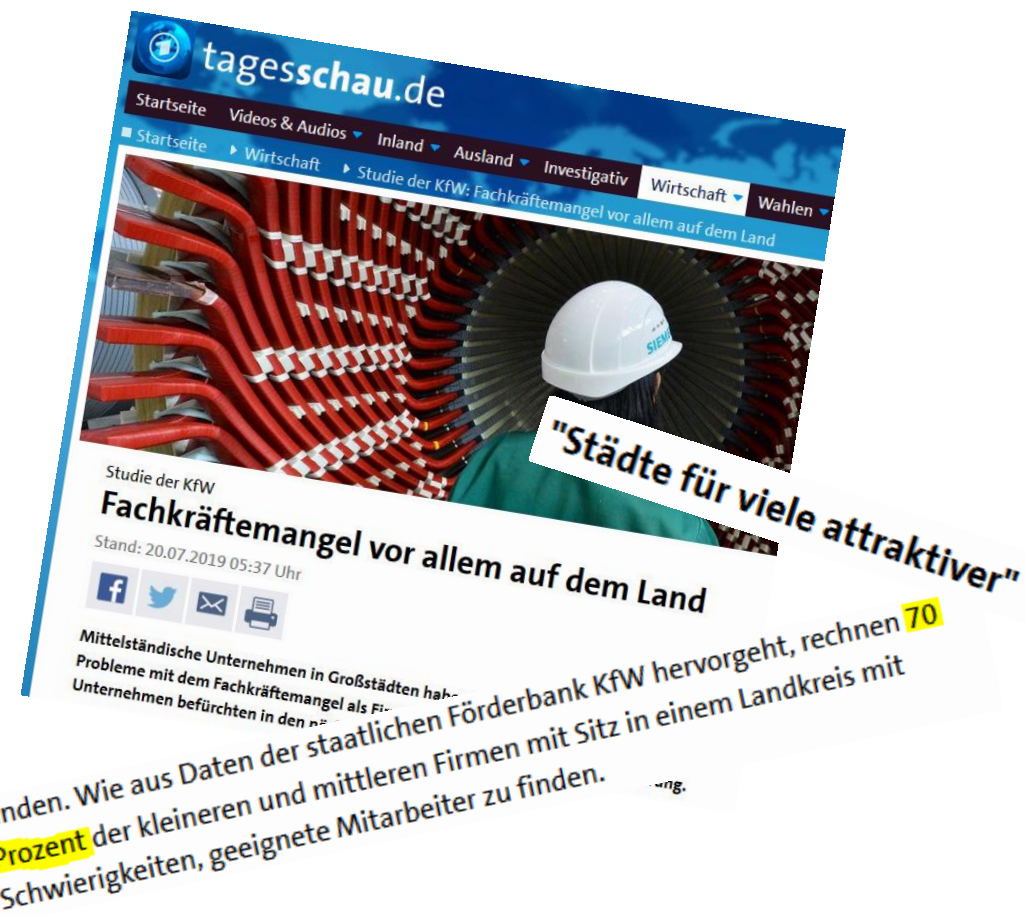 tagesschau.de
Startseite Videos & Audios Inland Ausland Investigativ Wirtschaft Wahlen
Startseite Wirtschaft Studie der KfW: Fachkräftemangel vor allem auf dem Land
SIEM
"Städte für viele attraktiver"
Studie der KfW
Fachkräftemangel vor allem auf dem Land
Stand: 20.07.2019 05:37 Uhr
Mittelständische Unternehmen in Großstädten
Probleme mit dem Fachkräftemangel als
Unternehmen befürchten in den
nden. Wie aus Daten der staatlichen Förderbank KfW hervorgeht, rechnen 70
Prozent der kleineren und mittleren Firmen mit Sitz in einem Landkreis mit
Schwierigkeiten, geeignete Mitarbeiter zu finden.